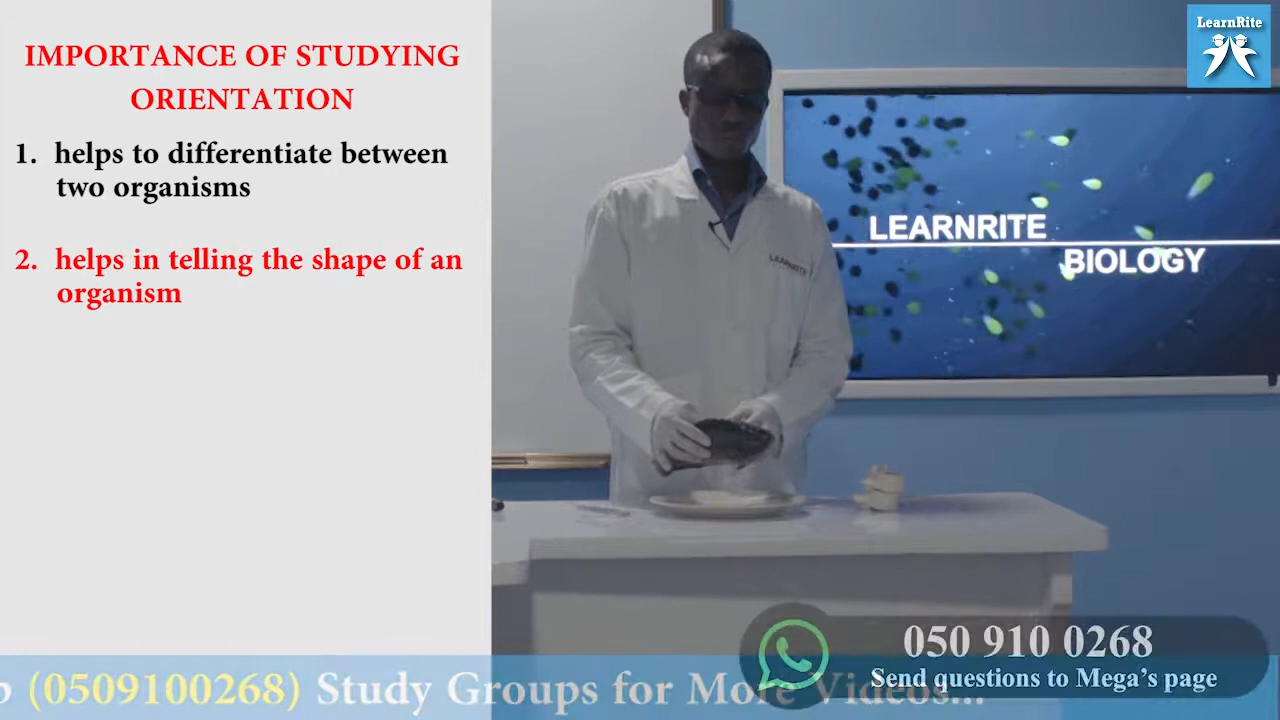 IMPORTANCE OF STUDYING
ORIENTATION
1. helps to differentiate between
two organisms
2. helps in telling the shape of an
organism
LearnRite
LEARNRITE
BIOLOGY
LEARNRITE
050 910 0268
Send questions to Mega's page
(0509100268) Study Groups for More Videos...